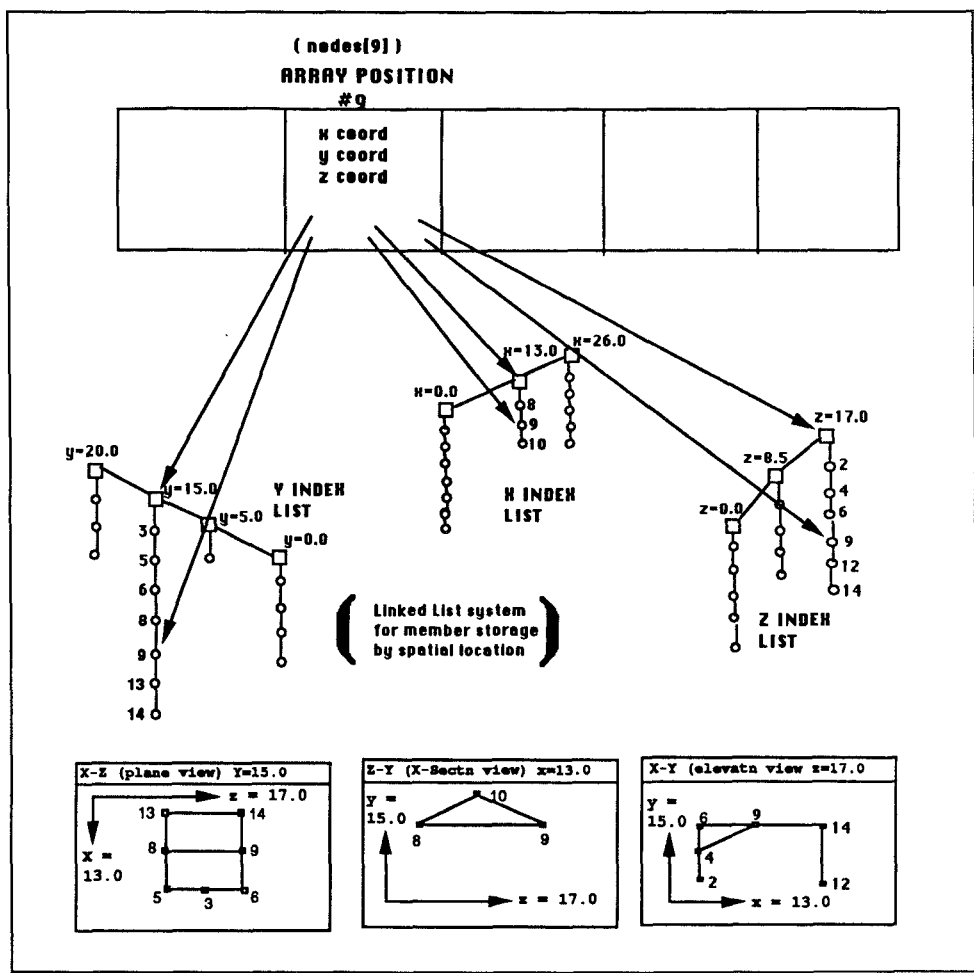 ( nodes[9] )
ARRAY POSITION
#9
x coord
y coord
z coord
x=13.0
x=26.0
x=0.0
8
9
10
X INDEX
LIST
z=17.0
z=8.5
z=0.0
2
4
6
9
12
14
Z INDEX
LIST
y=20.0
y=15.0
y=5.0
y=0.0
Y INDEX
LIST
3
5
6
8
9
13
14
Linked List system
for member storage
by spatial location
X-Z (plane view) Y=15.0
z = 17.0
13
14
8
9
X =
13.0
5
3
6
Z-Y (X-Sectn view) x=13.0
y =
15.0
10
8
9
z = 17.0
X-Y (elevatn view z=17.0
y =
15.0
6
9
14
4
2
12
x = 13.0